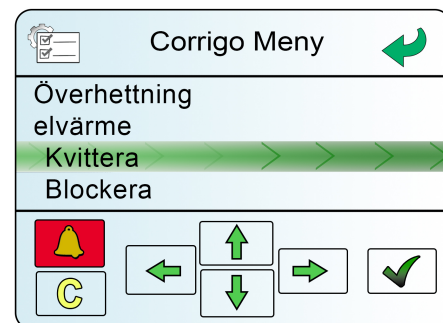 Corrigo Meny
Överhettning
elvärme
Kvittera
Blockera
C